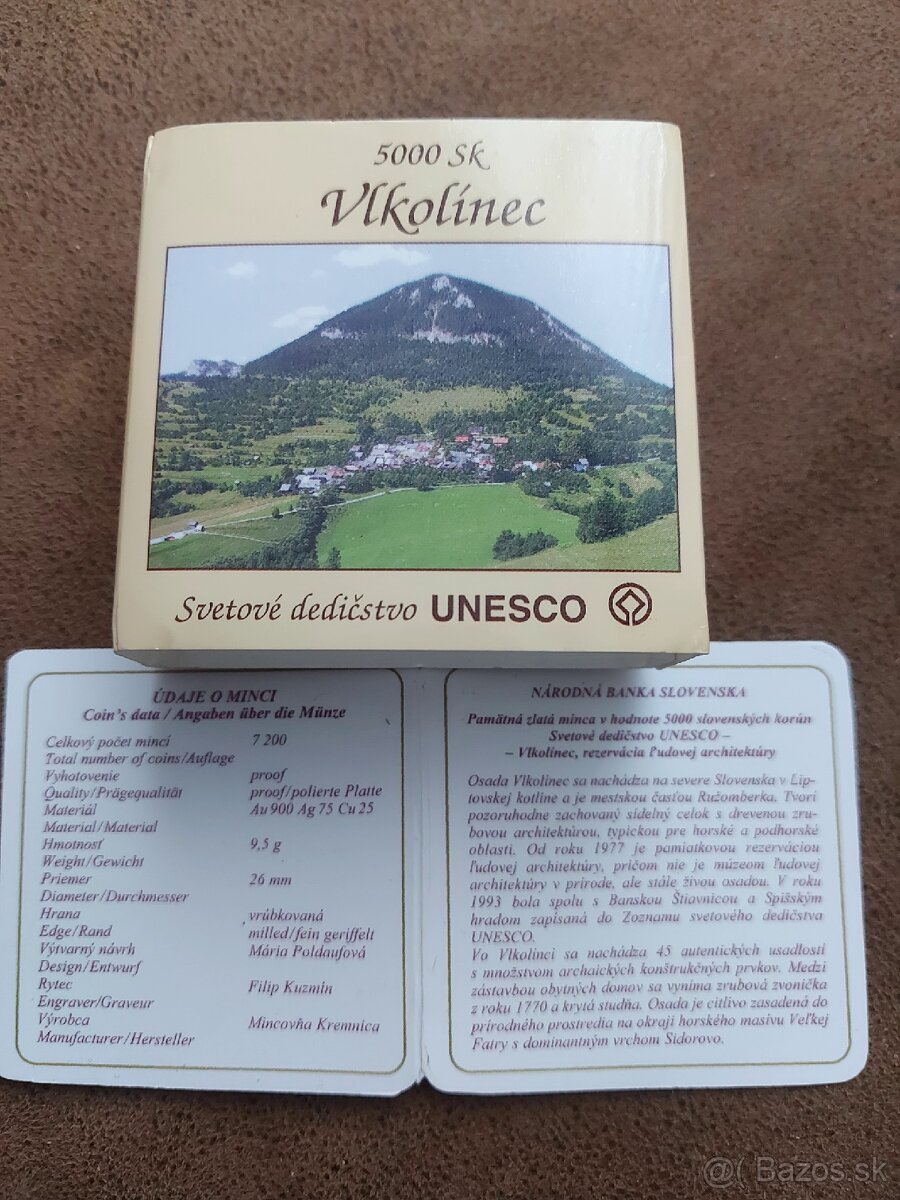 5000 Sk
Vlkolínec
Svetové dedičstvo UNESCO
ÚDAJE O MINCI
Coin's data / Angaben über die Münze
Celkový počet mincí 7 200
Total number of coins/Auflage
Vyhotovenie proof
Quality/Prägequalität proof/polierte Platte
Materiál Au 900 Ag 75 Cu 25
Material/Material
Hmotnosť 9,5 g
Weight/Gewicht
Priemer 26 mm
Diameter/Durchmesser
Hrana vrúbkovaná
Edge/Rand milled/fein geriffelt
Výtvarný návrh Mária Poldaufová
Design/Entwurf
Rytec Filip Kuzmín
Engraver/Graveur
Výrobca Mincovňa Kremnica
Manufacturer/Hersteller
NÁRODNÁ BANKA SLOVENSKA
Pamätná zlatá minca v hodnote 5000 slovenských korún
Svetové dedičstvo UNESCO –
– Vlkolínec, rezervácia ľudovej architektúry
Osada Vlkolínec sa nachádza na severe Slovenska v Lip-
tovskej kotline a je mestskou časťou Ružomberka. Tvorí
pozoruhodne zachovaný sídelný celok s drevenou zru-
bovou architektúrou, typickou pre horské a podhorské
oblasti. Od roku 1977 je pamiatkovou rezerváciou
ľudovej architektúry, pričom nie je múzeom ľudovej
architektúry v prírode, ale stále živou osadou. V roku
1993 bola spolu s Banskou Štiavnicou a Spišským
hradom zapísaná do Zoznamu svetového dedičstva
UNESCO.
Vo Vlkolínci sa nachádza 45 autentických usadlostí
s množstvom archaických konštrukčných prvkov. Medzi
zástavbou obytných domov sa vyníma zrubová zvonička
z roku 1770 a krytá studňa. Osada je citlivo zasadená do
prírodného prostredia na okraji horského masívu Veľkej
Fatry s dominantným vrchom Sidorovo.
@( Bazos.sk